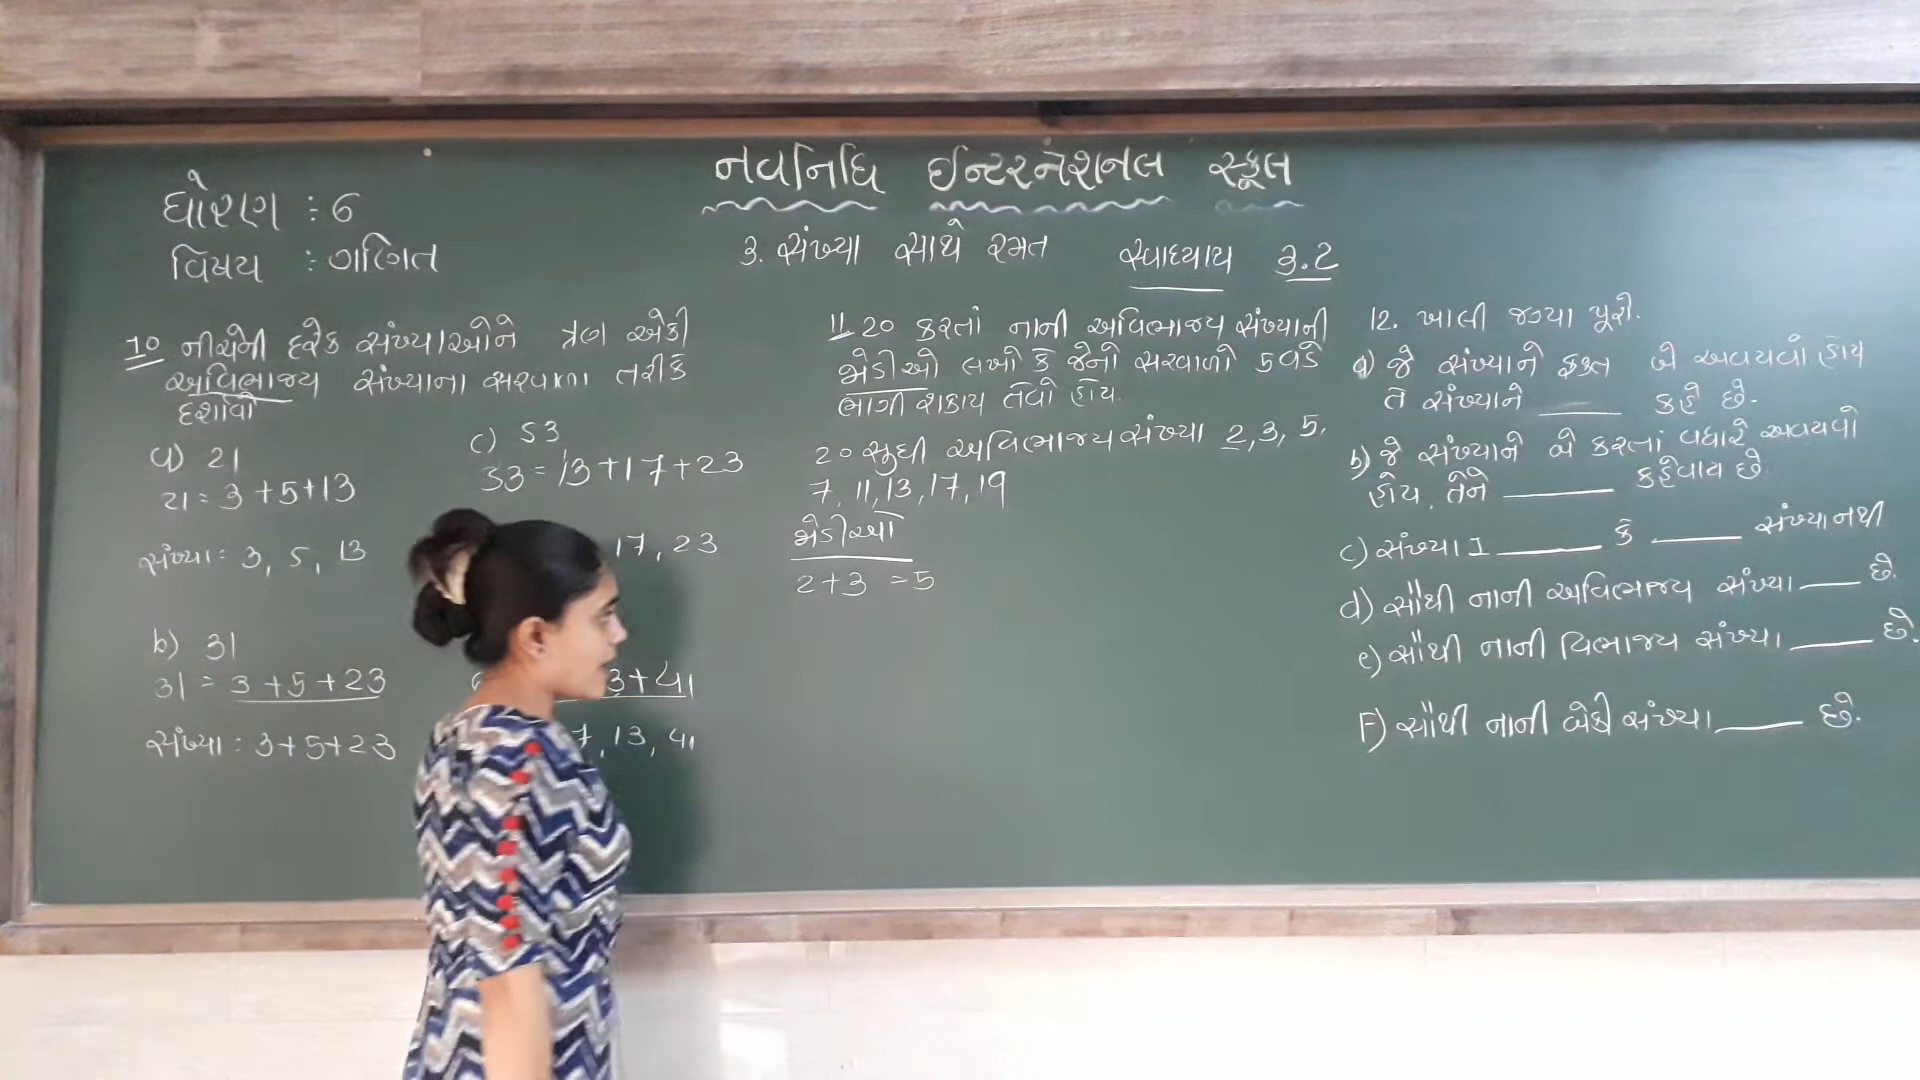 નવનિધિ ઈન્ટરનેશનલ સ્કૂલ
ધોરણ : 6
વિષય : ગણિત
૩. સંખ્યા સાથે રમત સ્વાધ્યાય ૩.2
10 નીચેની દરેક સંખ્યાઓને ત્રણ એકી
અવિભાજ્ય સંખ્યાના સરવાળા તરીકે
દર્શાવો
a) 21
21 = 3 +5+13
સંખ્યા: 3, 5, 13
b) 31
31 = 3 +5 +23
સંખ્યા : 3+5+23
c) 53
53 = 13+17+23
17, 23
3+41
7, 13, 41
11 20 કરતાં નાની અવિભાજ્ય સંખ્યાની
જોડીઓ લખો કે જેનો સરવાળો 5 વડે
ભાગી શકાય તેવો હોય.
20 સુધી અવિભાજ્ય સંખ્યા 2, 3, 5,
7, 11, 13, 17, 19
જોડીઓ
2+3 =5
12. ખાલી જગ્યા પૂરો.
a) જે સંખ્યાને ફક્ત બે અવયવો હોય
તે સંખ્યાને ____ કહે છે.
b) જે સંખ્યાને બે કરતાં વધારે અવયવો
હોય, તેને ____ કહેવાય છે.
c) સંખ્યા 1 ____ કે ____ સંખ્યા નથી
d) સૌથી નાની અવિભાજ્ય સંખ્યા ____ છે.
e) સૌથી નાની વિભાજ્ય સંખ્યા ____ છે.
F) સૌથી નાની બેકી સંખ્યા ____ છે.